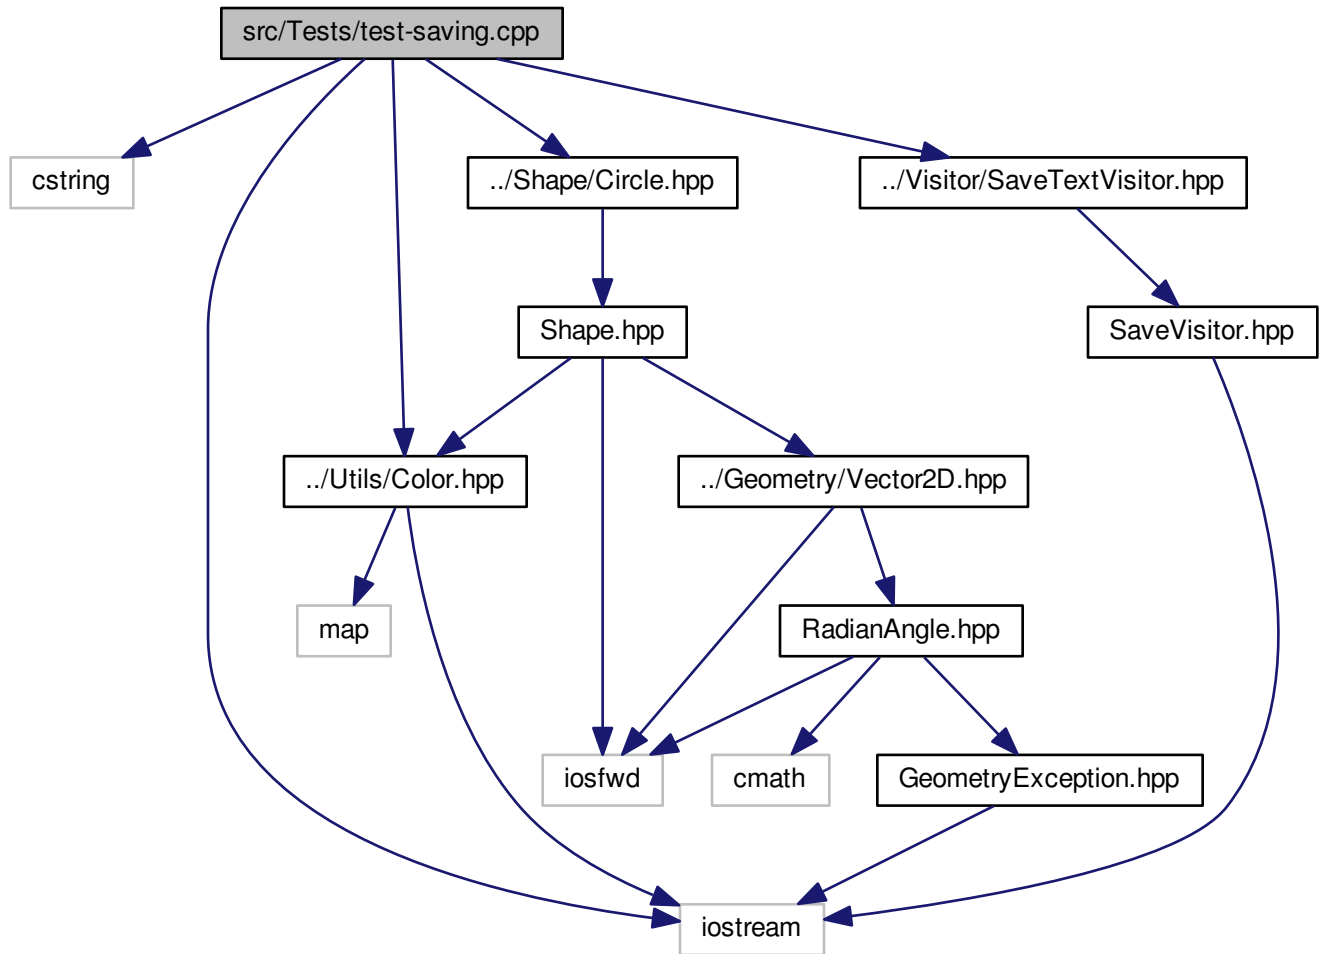 src/Tests/test-saving.cpp
cstring
../Shape/Circle.hpp
../Visitor/SaveTextVisitor.hpp
Shape.hpp
SaveVisitor.hpp
../Utils/Color.hpp
../Geometry/Vector2D.hpp
map
RadianAngle.hpp
iosfwd
cmath
GeometryException.hpp
iostream